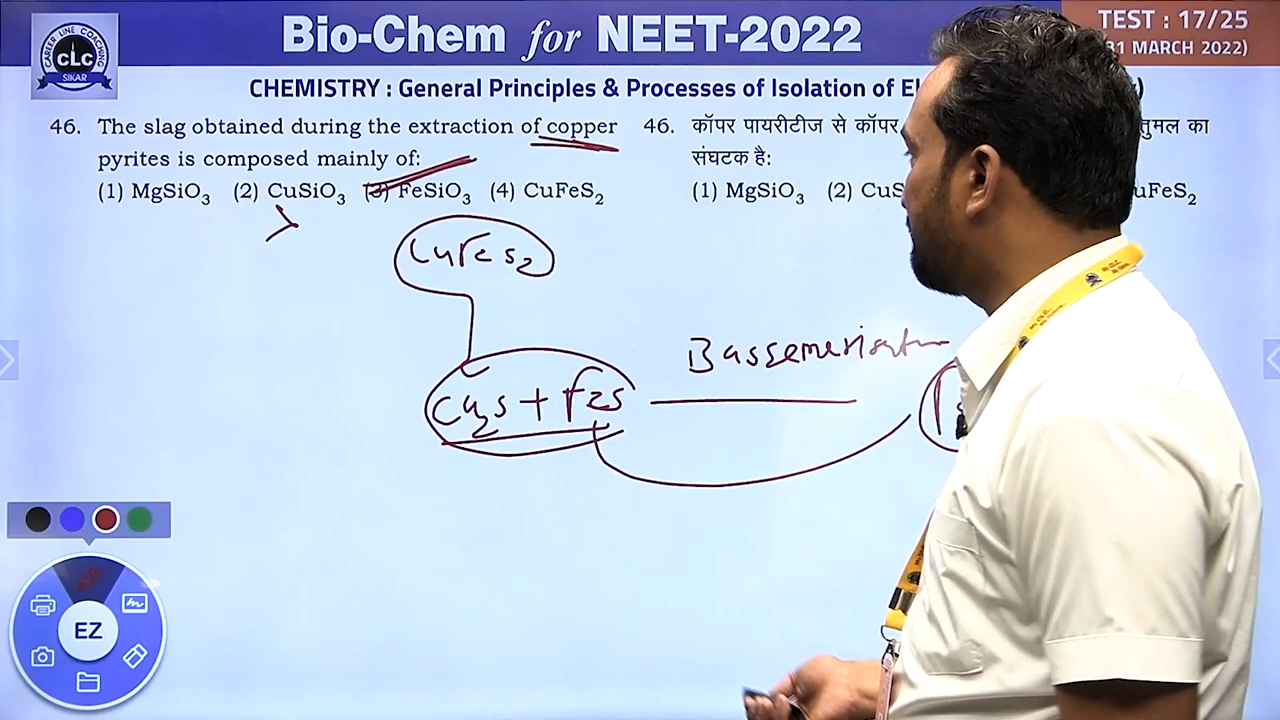 CAREER LINE COACHING
CLC
SIKAR
Bio-Chem for NEET-2022
TEST : 17/25
31 MARCH 2022)
CHEMISTRY : General Principles & Processes of Isolation of El
46. The slag obtained during the extraction of copper
pyrites is composed mainly of:
(1) MgSiO₃ (2) CuSiO₃ (3) FeSiO₃ (4) CuFeS₂
46. कॉपर पायरीटीज से कॉपर
संघटक है:
(1) MgSiO₃ (2) CuS
का
uFeS₂
CuFeS₂
Cu₂S + FeS
EZ